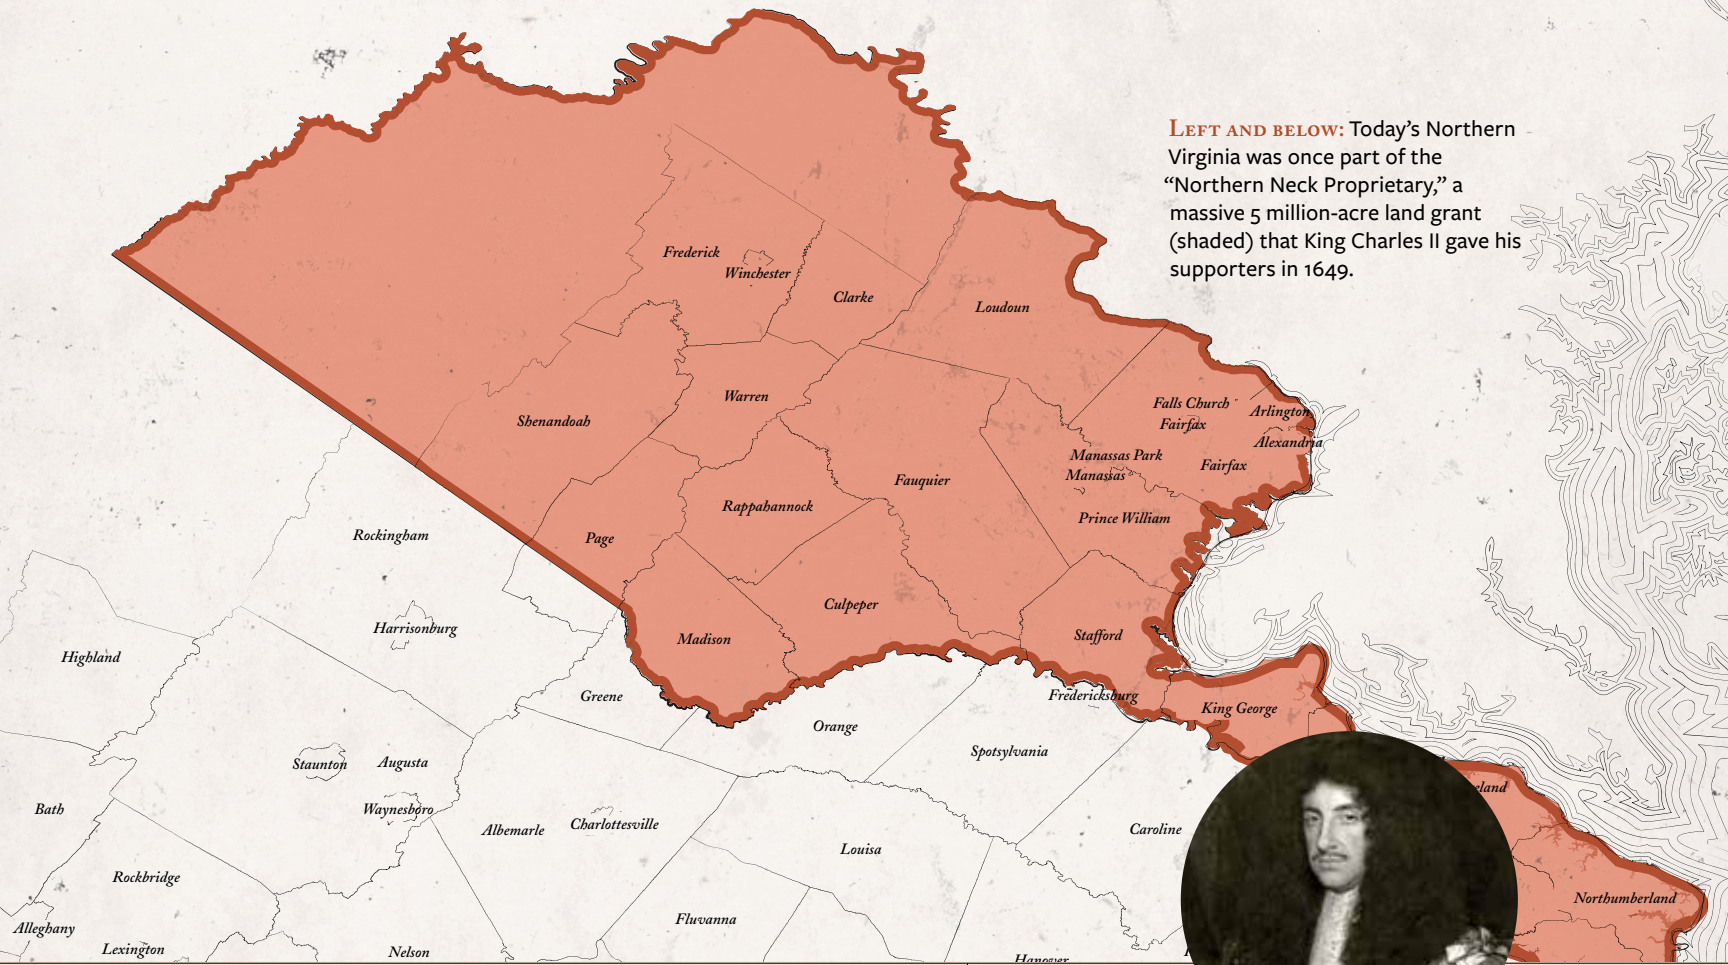 LEFT AND BELOW: Today's Northern
Virginia was once part of the
“Northern Neck Proprietary,” a
massive 5 million-acre land grant
(shaded) that King Charles II gave his
supporters in 1649.
Frederick
Winchester
Clarke
Loudoun
Warren
Shenandoah
Falls Church
Arlington
Fairfax
Alexandria
Manassas Park
Fairfax
Manassas
Fauquier
Rappahannock
Prince William
Rockingham
Page
Culpeper
Harrisonburg
Madison
Stafford
Highland
Greene
Fredericksburg
King George
Orange
Spotsylvania
Staunton
Augusta
eland
Bath
Waynesboro
Albemarle
Charlottesville
Caroline
Louisa
Rockbridge
Northumberland
Fluvanna
Alleghany
Lexington
Nelson
Hanover